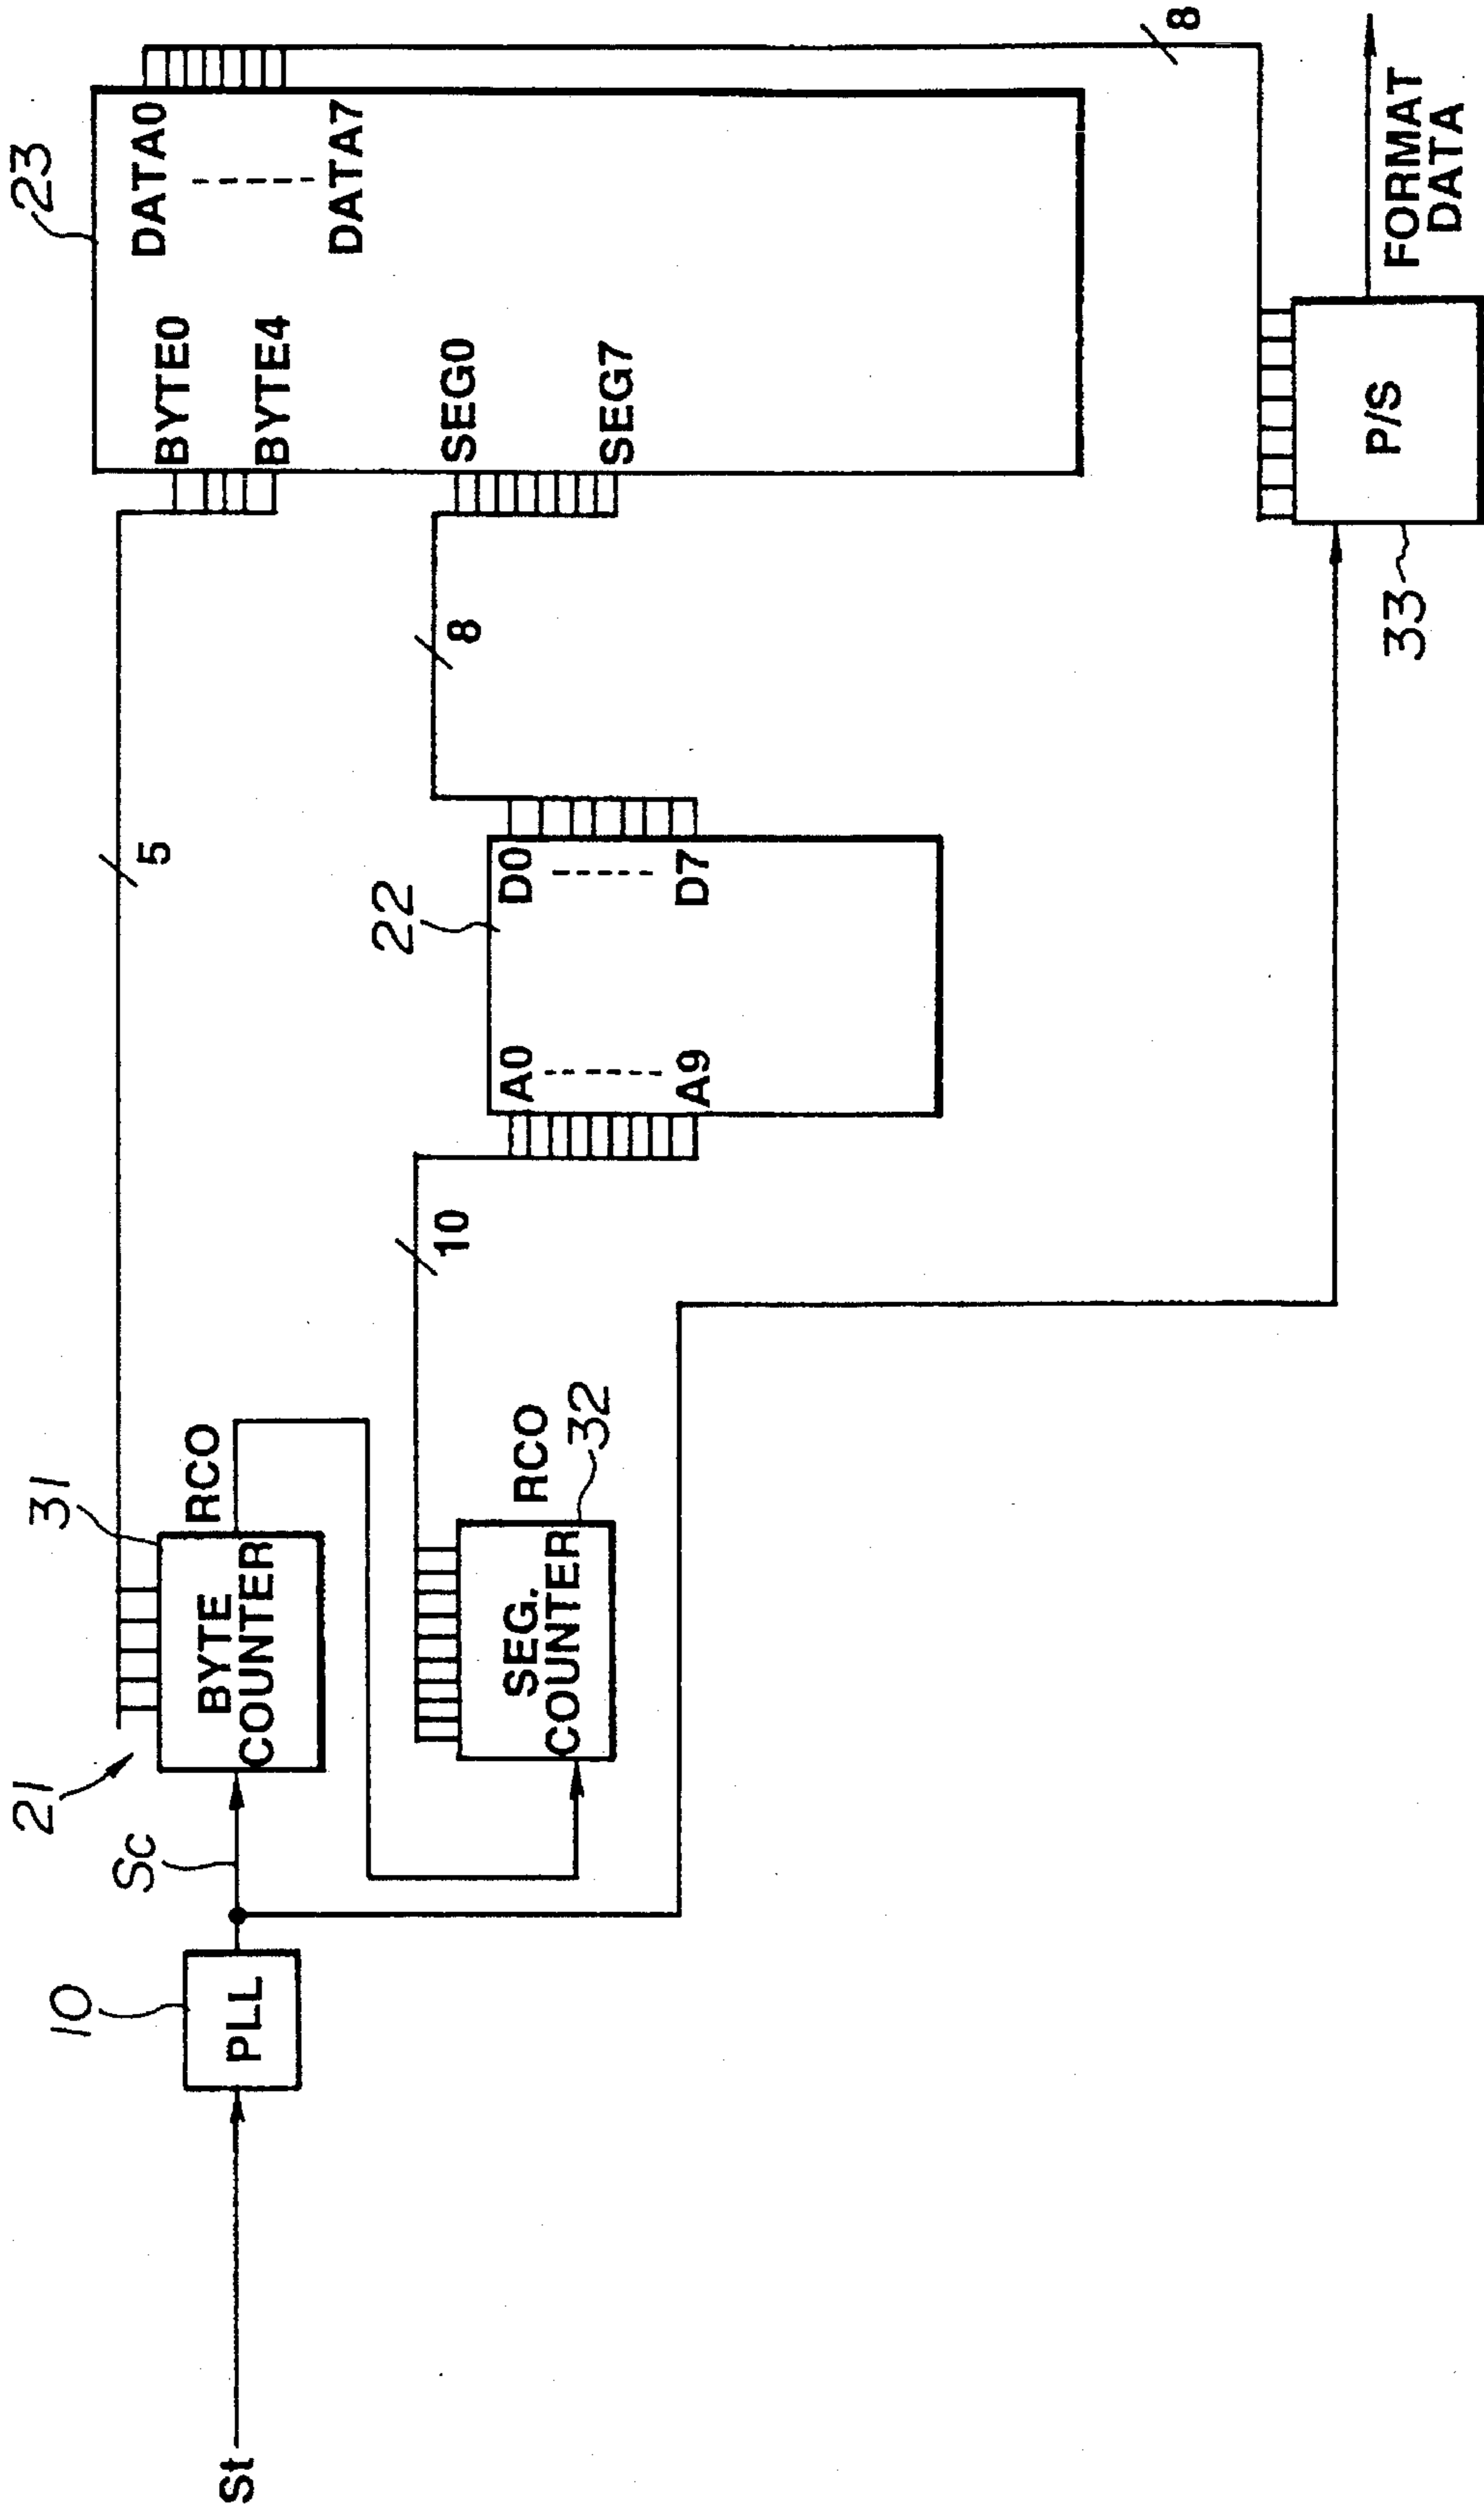 St
10
PLL
Sc
21
31
BYTE
COUNTER
RCO
SEG.
COUNTER
RCO
32
5
10
22
A0
A9
D0
D7
8
23
BYTE0
BYTE4
SEG0
SEG7
DATA0
DATA7
8
P/S
33
FORMAT
DATA